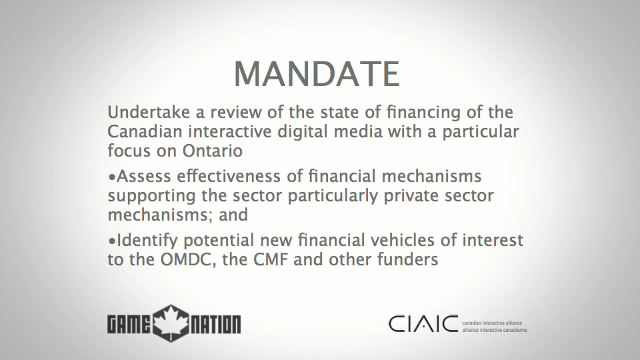 MANDATE
Undertake a review of the state of financing of the
Canadian interactive digital media with a particular
focus on Ontario
•Assess effectiveness of financial mechanisms
supporting the sector particularly private sector
mechanisms; and
•Identify potential new financial vehicles of interest
to the OMDC, the CMF and other funders
GAME NATION
CIAIC
canadian interactive alliance
alliance interactive canadienne